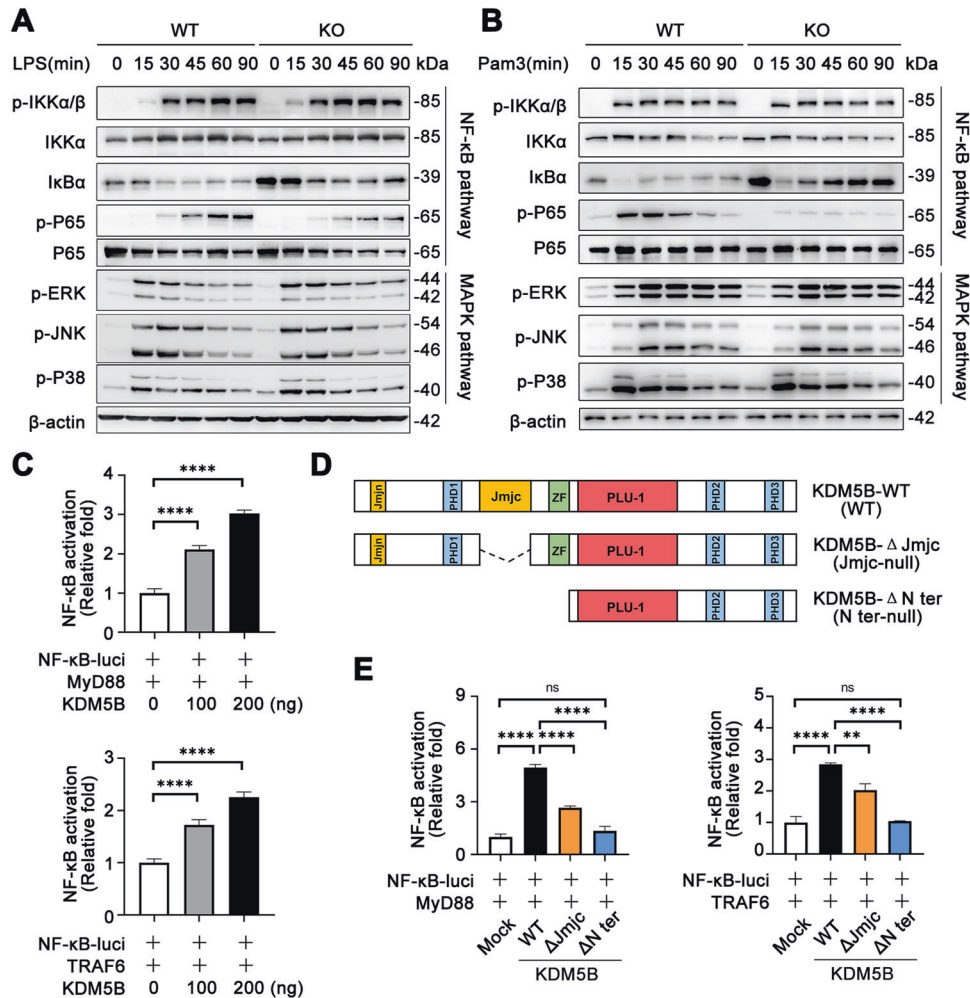 A
WT KO
LPS(min) 0 15 30 45 60 90 0 15 30 45 60 90 kDa
p-IKKα/β -85
IKKα -85
IκBα -39
p-P65 -65
P65 -65
NF-κB pathway
p-ERK -44
-42
p-JNK -54
-46
p-P38 -40
MAPK pathway
β-actin -42
B
WT KO
Pam3(min) 0 15 30 45 60 90 0 15 30 45 60 90 kDa
p-IKKα/β -85
IKKα -85
IκBα -39
p-P65 -65
P65 -65
NF-κB pathway
p-ERK -44
-42
p-JNK -54
-46
p-P38 -40
MAPK pathway
β-actin -42
C
NF-κB activation
(Relative fold)
4
3
2
1
0
****
****
NF-κB-luci + + +
MyD88 + + +
KDM5B 0 100 200 (ng)
NF-κB activation
(Relative fold)
3
2
1
0
****
****
NF-κB-luci + + +
TRAF6 + + +
KDM5B 0 100 200 (ng)
D
Jmjn PHD1 Jmjc ZF PLU-1 PHD2 PHD3
KDM5B-WT
(WT)
Jmjn PHD1 ZF PLU-1 PHD2 PHD3
KDM5B-Δ Jmjc
(Jmjc-null)
PLU-1 PHD2 PHD3
KDM5B-Δ N ter
(N ter-null)
E
NF-κB activation
(Relative fold)
9
6
3
0
ns
****
**** ****
NF-κB-luci + + + +
MyD88 + + + +
Mock WT ΔJmjc ΔN ter
KDM5B
NF-κB activation
(Relative fold)
5
4
3
2
1
0
ns
****
**** **
NF-κB-luci + + + +
TRAF6 + + + +
Mock WT ΔJmjc ΔN ter
KDM5B